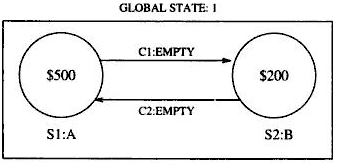 GLOBAL STATE: 1
C1:EMPTY
$500
$200
C2:EMPTY
S1:A
S2:B